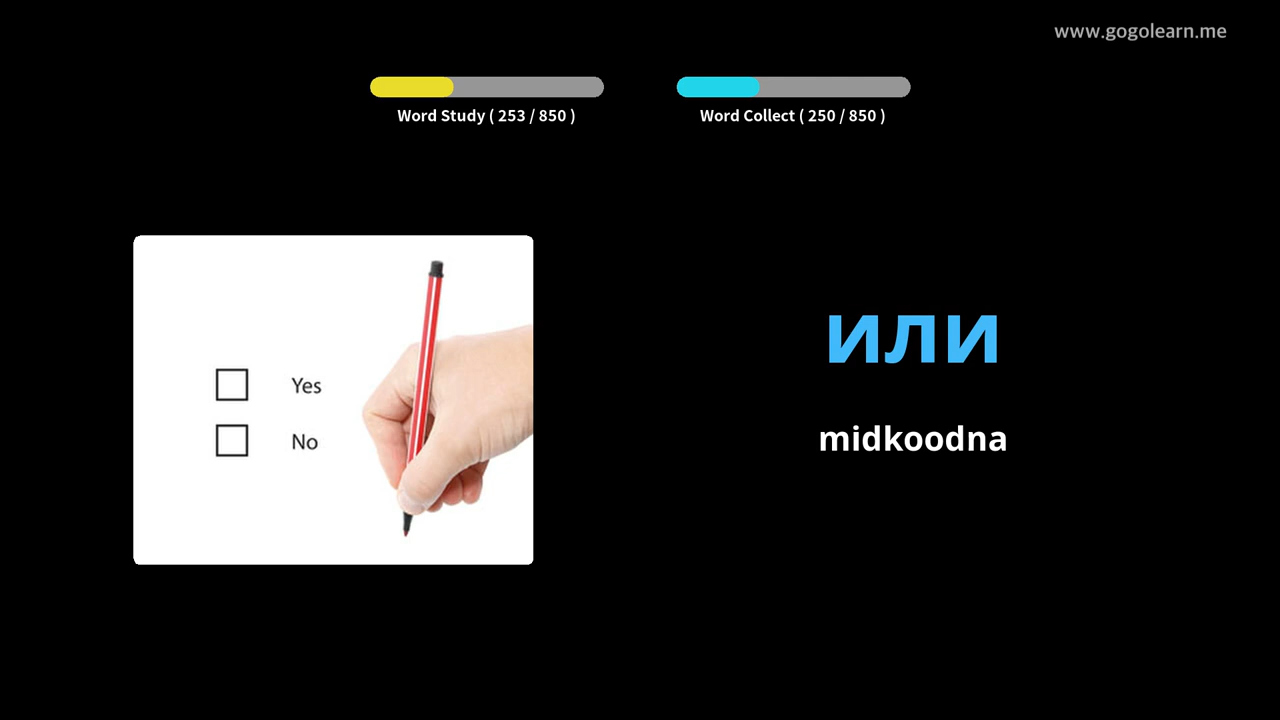 www.gogolearn.me
Word Study ( 253 / 850 )
Word Collect ( 250 / 850 )
Yes
No
или
midkoodna